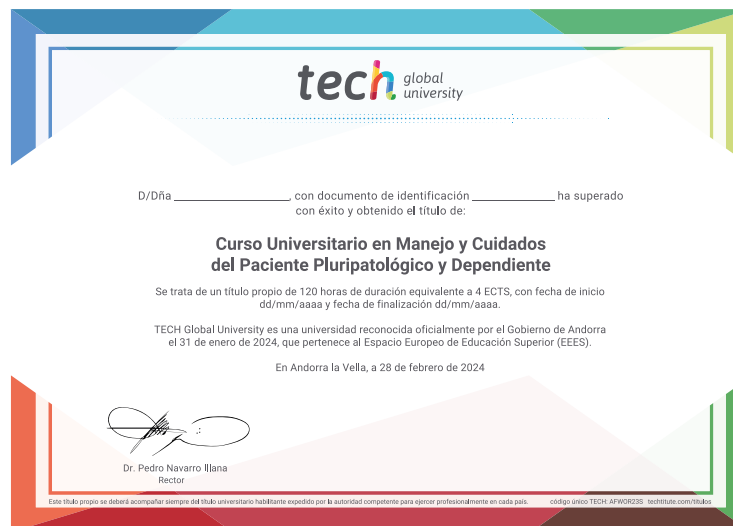 tech global
university
D/Dña ________________, con documento de identificación ____________ ha superado
con éxito y obtenido el título de:
Curso Universitario en Manejo y Cuidados
del Paciente Pluripatológico y Dependiente
Se trata de un título propio de 120 horas de duración equivalente a 4 ECTS, con fecha de inicio
dd/mm/aaaa y fecha de finalización dd/mm/aaaa.
TECH Global University es una universidad reconocida oficialmente por el Gobierno de Andorra
el 31 de enero de 2024, que pertenece al Espacio Europeo de Educación Superior (EEES).
En Andorra la Vella, a 28 de febrero de 2024
Dr. Pedro Navarro Illana
Rector
Este título propio se deberá acompañar siempre del título universitario habilitante expedido por la autoridad competente para ejercer profesionalmente en cada país. código único TECH: AFWOR23S techtitute.com/titulos